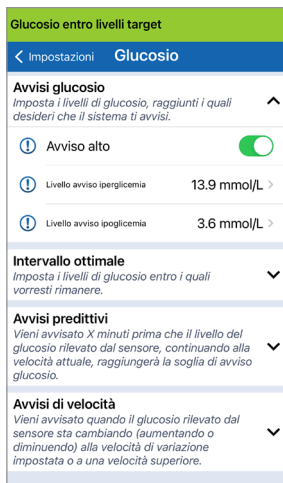 Glucosio entro livelli target
Impostazioni Glucosio
Avvisi glucosio
Imposta i livelli di glucosio, raggiunti i quali
desideri che il sistema ti avvisi.
Avviso alto
Livello avviso iperglicemia 13.9 mmol/L
Livello avviso ipoglicemia 3.6 mmol/L
Intervallo ottimale
Imposta i livelli di glucosio entro i quali
vorresti rimanere.
Avvisi predittivi
Vieni avvisato X minuti prima che il livello del
glucosio rilevato dal sensore, continuando alla
velocità attuale, raggiungerà la soglia di avviso
glucosio.
Avvisi di velocità
Vieni avvisato quando il glucosio rilevato dal
sensore sta cambiando (aumentando o
diminuendo) alla velocità di variazione
impostata o a una velocità superiore.